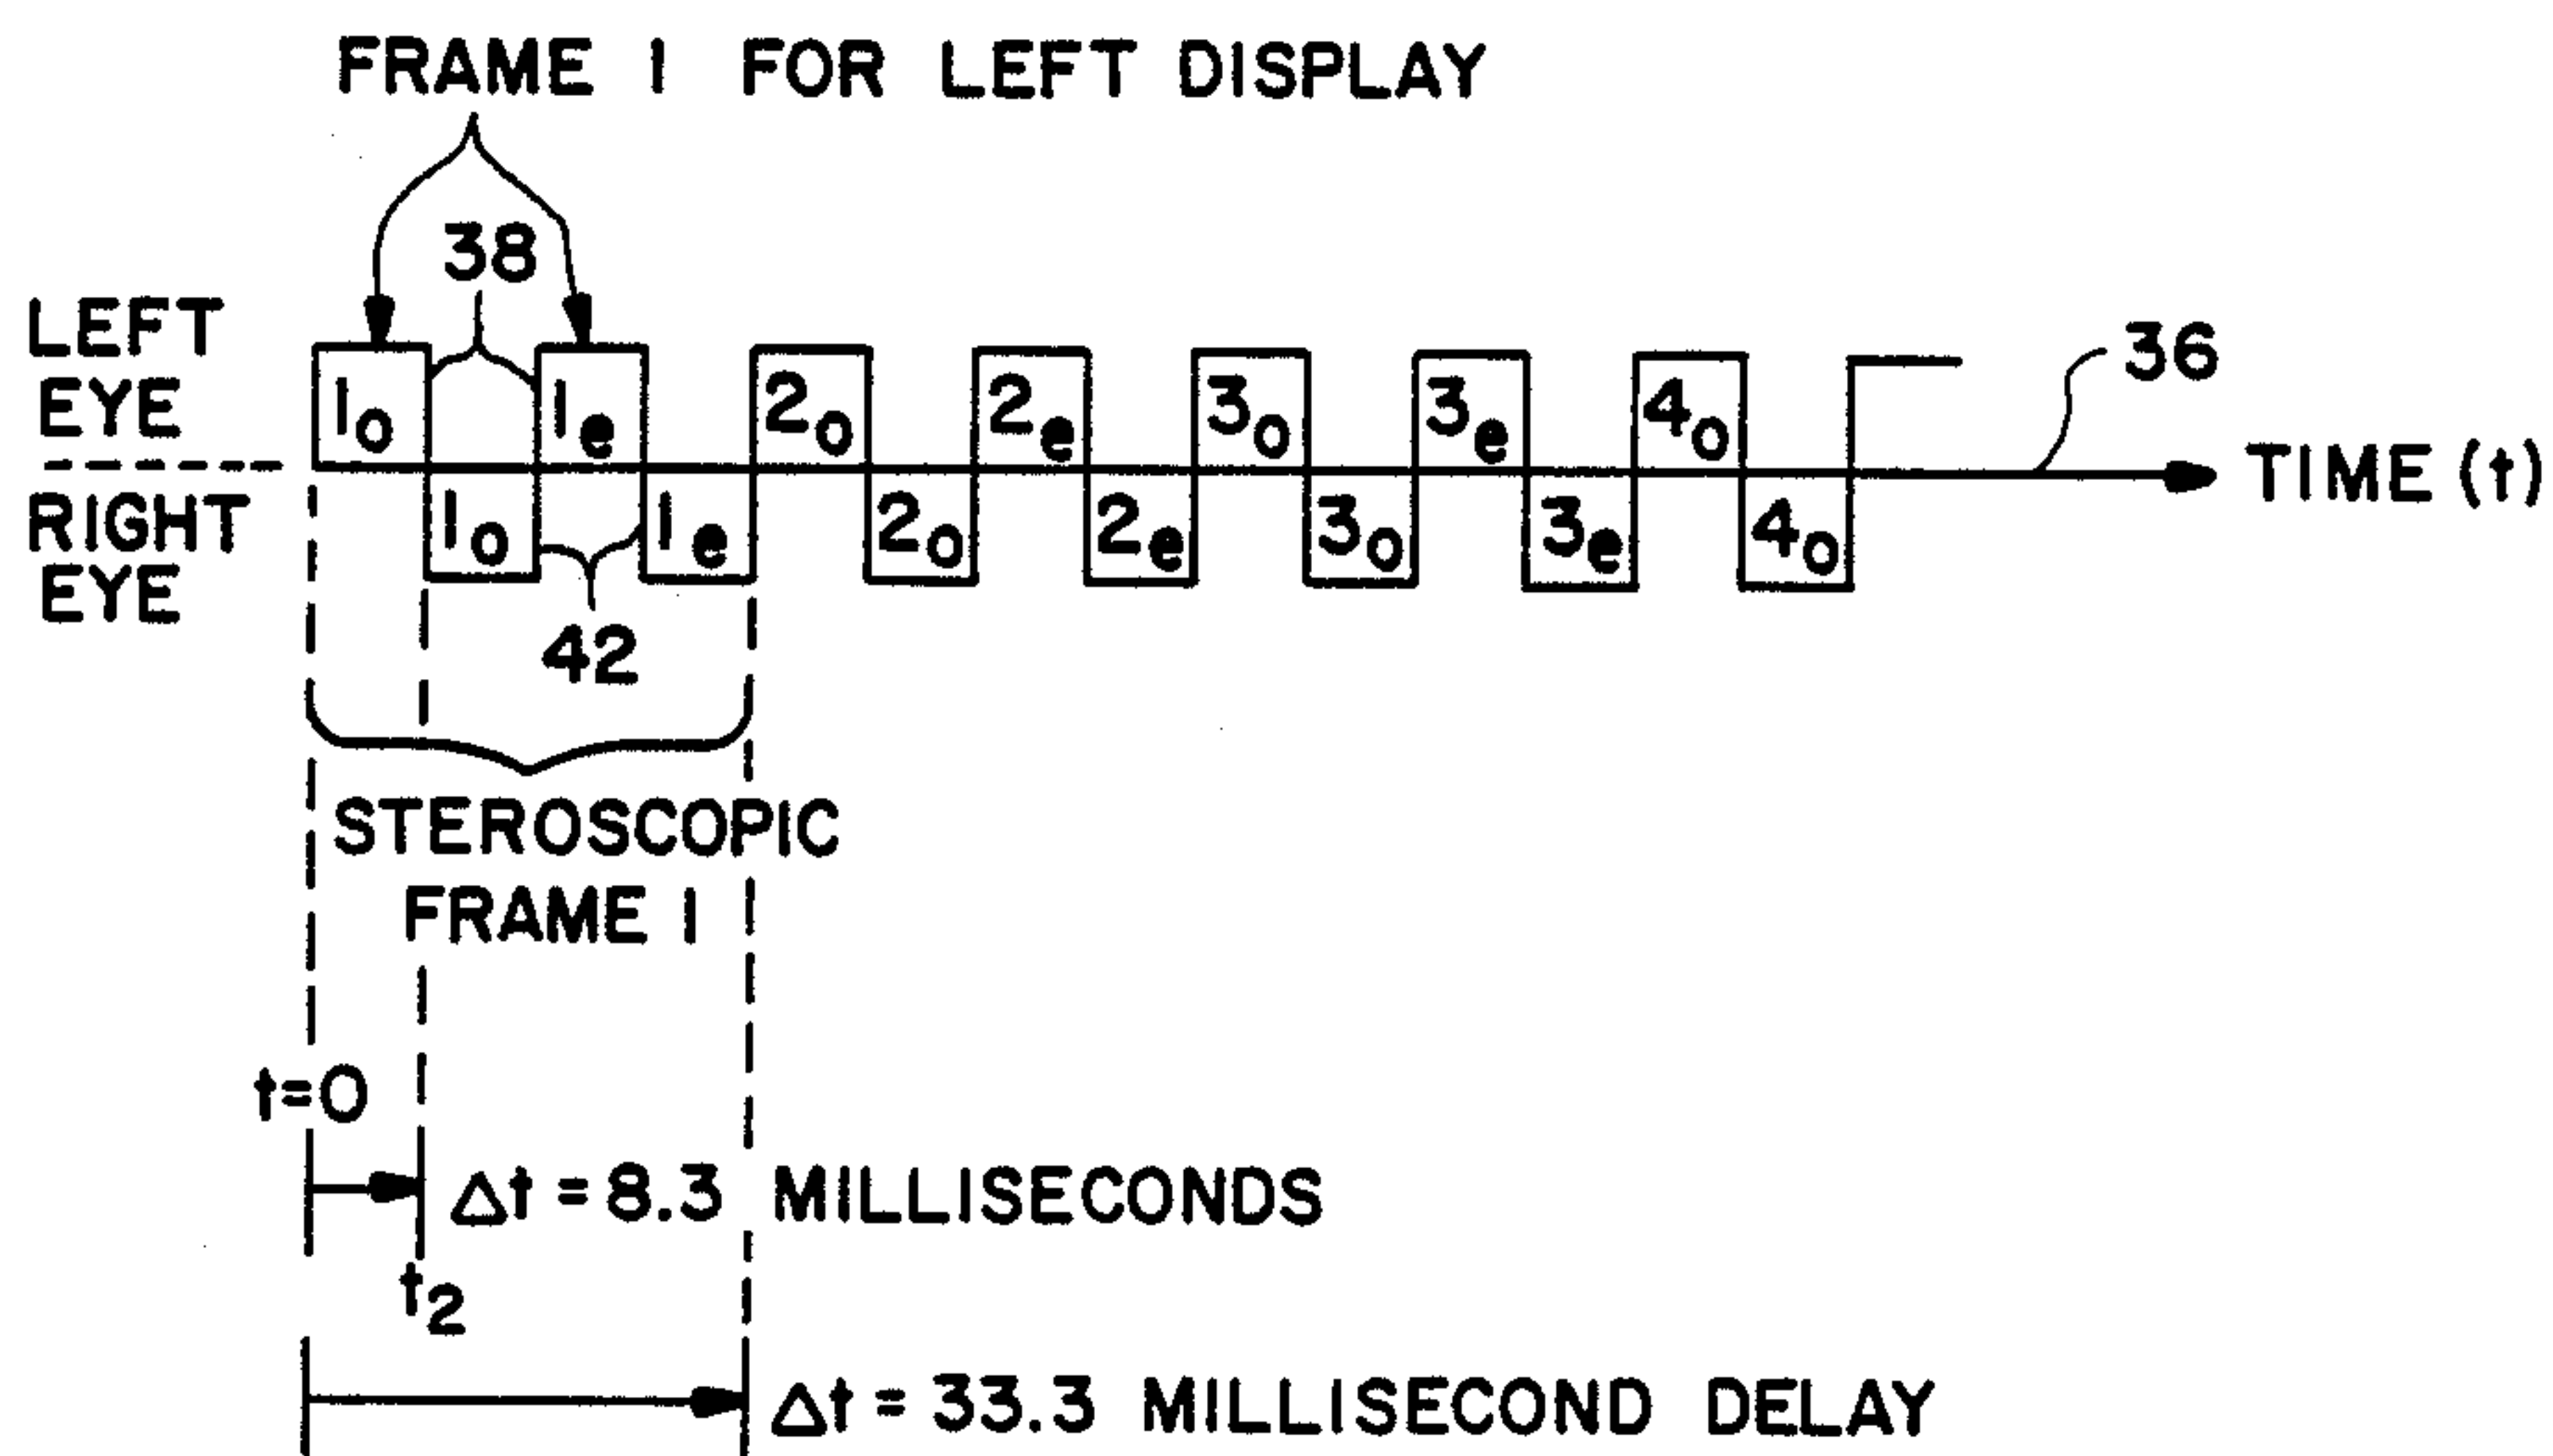 FRAME 1 FOR LEFT DISPLAY
38
LEFT
EYE
RIGHT
EYE
1o 1e 2o 2e 3o 3e 4o
1o 1e 2o 2e 3o 3e 4o
36
TIME (t)
42
STEROSCOPIC
FRAME 1
t=0
Δt = 8.3 MILLISECONDS
t2
Δt = 33.3 MILLISECOND DELAY